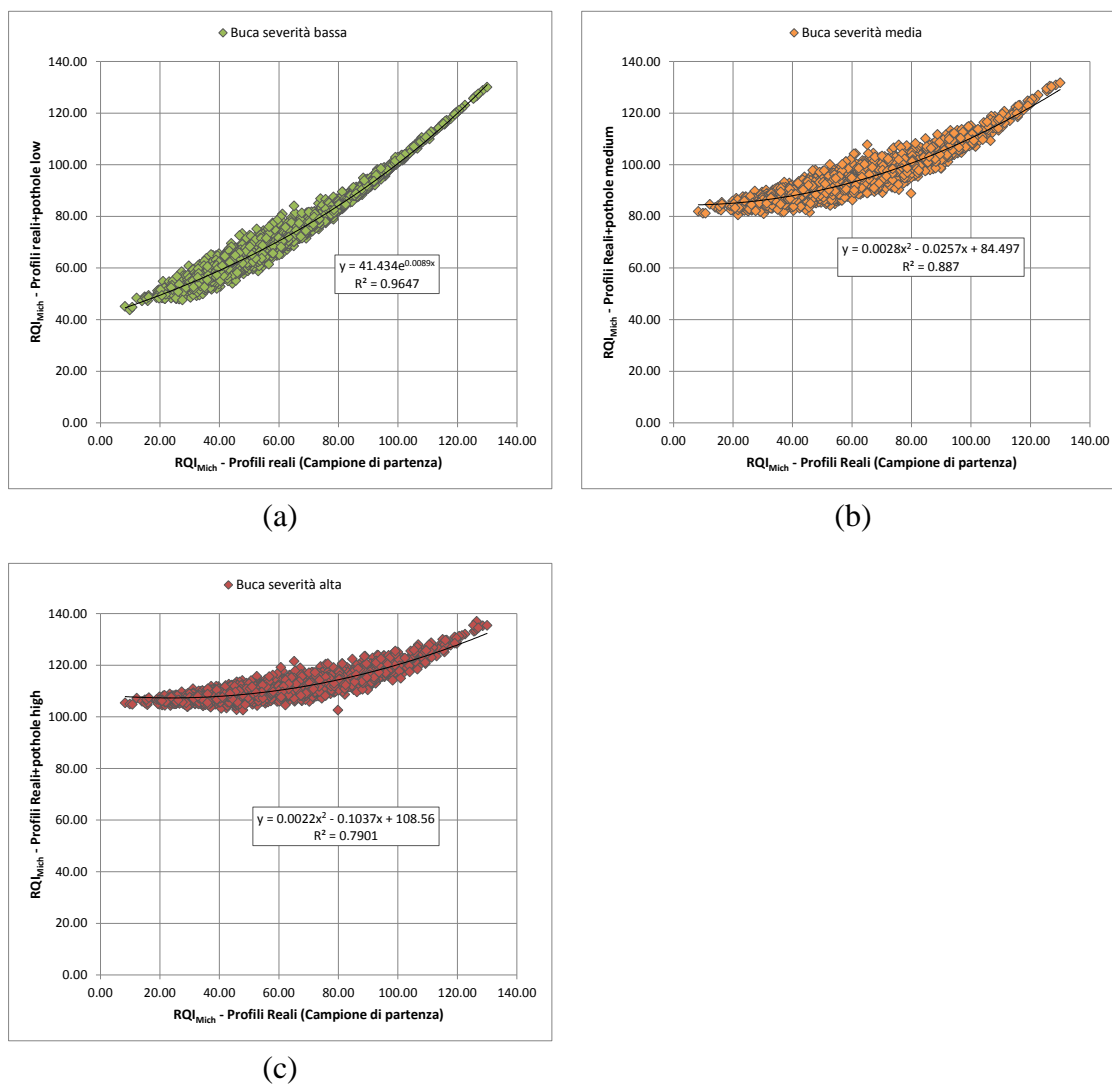 Buca severità bassa
140.00
120.00
100.00
80.00
60.00
40.00
20.00
0.00
RQI_Mich - Profili reali+pothole low
y = 41.434e^0.0089x
R² = 0.9647
0.00 20.00 40.00 60.00 80.00 100.00 120.00 140.00
RQI_Mich - Profili reali (Campione di partenza)
(a)
Buca severità media
140.00
120.00
100.00
80.00
60.00
40.00
20.00
0.00
RQI_Mich - Profili Reali+pothole medium
y = 0.0028x² - 0.0257x + 84.497
R² = 0.887
0.00 20.00 40.00 60.00 80.00 100.00 120.00 140.00
RQI_Mich - Profili Reali (Campione di partenza)
(b)
Buca severità alta
140.00
120.00
100.00
80.00
60.00
40.00
20.00
0.00
RQI_Mich - Profili Reali+pothole high
y = 0.0022x² - 0.1037x + 108.56
R² = 0.7901
0.00 20.00 40.00 60.00 80.00 100.00 120.00 140.00
RQI_Mich - Profili Reali (Campione di partenza)
(c)